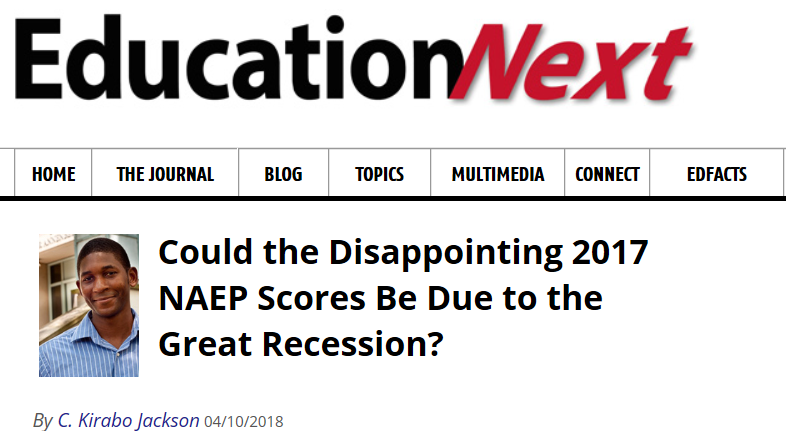 EducationNext
HOME THE JOURNAL BLOG TOPICS MULTIMEDIA CONNECT EDFACTS
Could the Disappointing 2017
NAEP Scores Be Due to the
Great Recession?
By C. Kirabo Jackson 04/10/2018